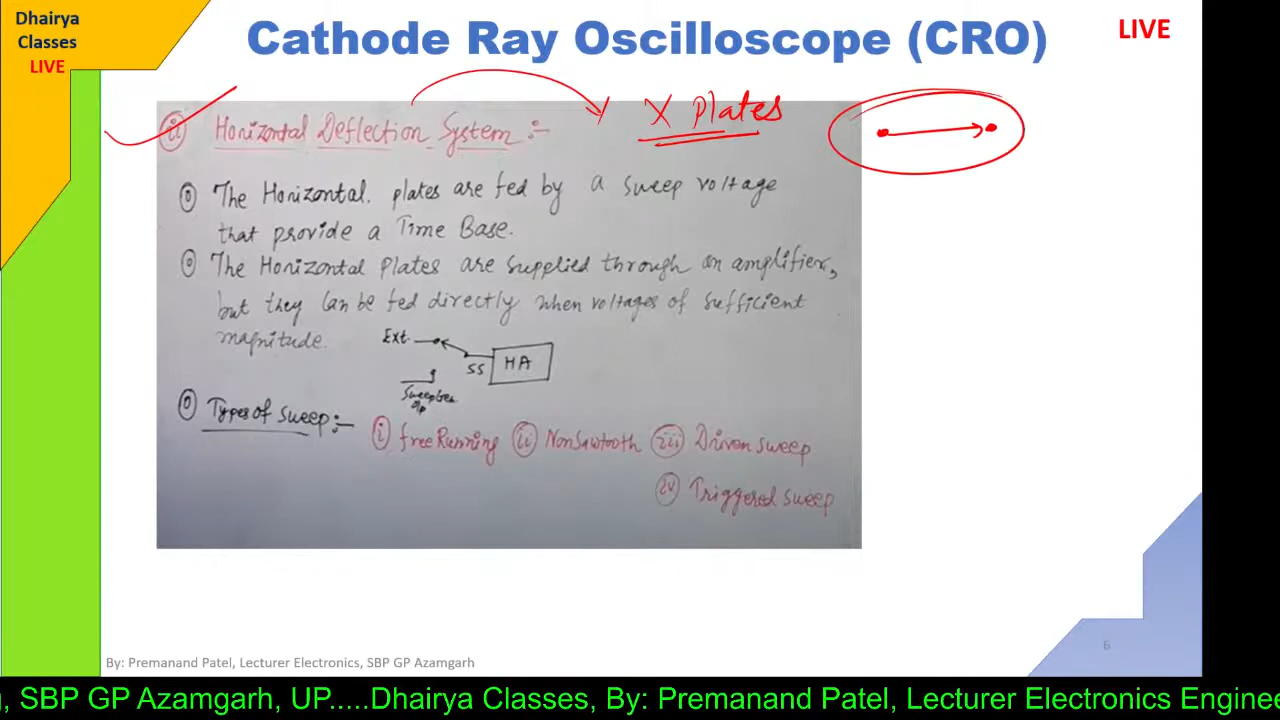 Dhairya
Classes
LIVE
Cathode Ray Oscilloscope (CRO)
LIVE
ii Horizontal Deflection System :-
X Plates
The Horizontal plates are fed by a sweep voltage
that provide a Time Base.
The Horizontal Plates are supplied through an amplifier,
but they can be fed directly when voltages of sufficient
magnitude.
Ext.
SS HA
Sweep Gen
o/p
Types of sweep :-
i free Running ii Non Sawtooth iii Driven sweep
iv Triggered sweep
6
By: Premanand Patel, Lecturer Electronics, SBP GP Azamgarh
, SBP GP Azamgarh, UP.....Dhairya Classes, By: Premanand Patel, Lecturer Electronics Enginee